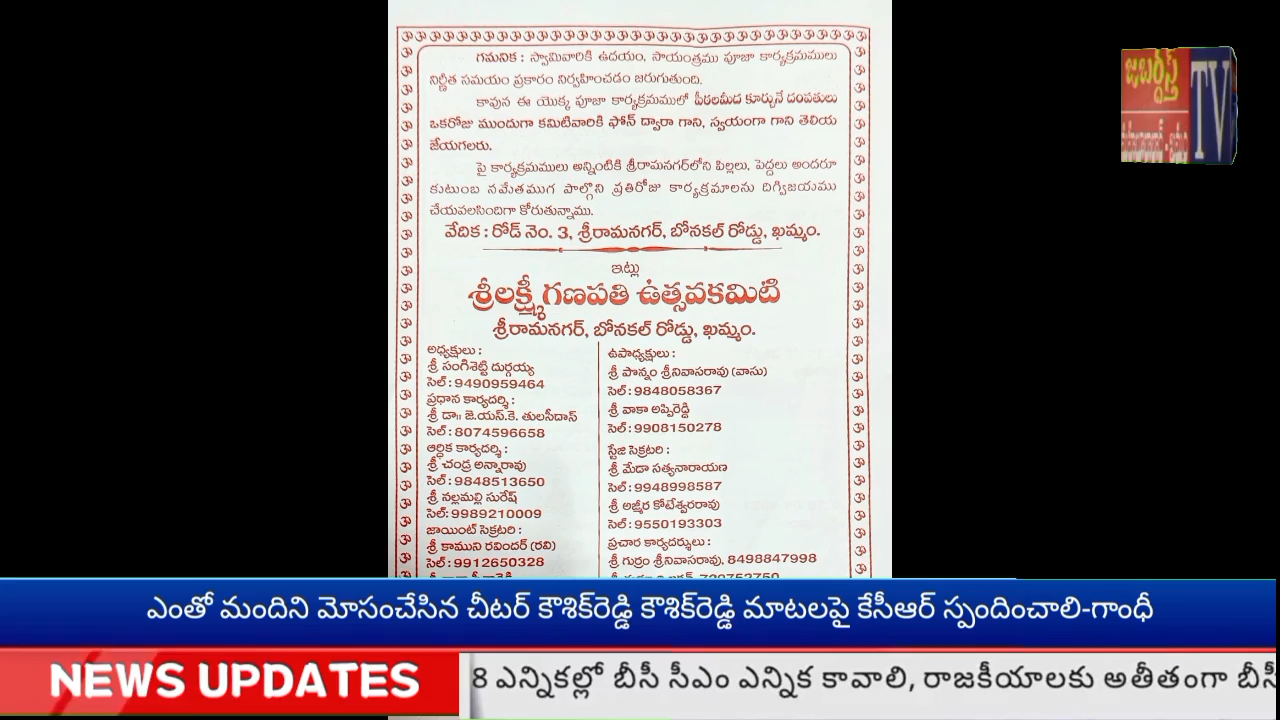 గమనిక : స్వామివారికి ఉదయం, సాయంత్రము పూజా కార్యక్రమములు
నిర్ణీత సమయం ప్రకారం నిర్వహించడం జరుగుతుంది.
కావున ఈ యొక్క పూజా కార్యక్రమములో పీఠలమీద కూర్చునే దంపతులు
ఒకరోజు ముందుగా కమిటివారికి ఫోన్ ద్వారా గాని, స్వయంగా గాని తెలియ
జేయగలరు.
పై కార్యక్రమములు అన్నింటికి శ్రీరామనగర్‌లోని పిల్లలు, పెద్దలు అందరూ
కుటుంబ సమేతముగ పాల్గొని ప్రతిరోజు కార్యక్రమాలను దిగ్విజయము
చేయవలసిందిగా కోరుతున్నాము.
వేదిక : రోడ్ నెం. 3, శ్రీరామనగర్, బోనకల్ రోడ్డు, ఖమ్మం.
ఇట్లు
శ్రీలక్ష్మీగణపతి ఉత్సవకమిటి
శ్రీరామనగర్, బోనకల్ రోడ్డు, ఖమ్మం.
అధ్యక్షులు :
శ్రీ సంగిశెట్టి దుర్గయ్య
సెల్ : 9490959464
ప్రధాన కార్యదర్శి :
శ్రీ డా॥ జె.యస్.కె. తులసీదాస్
సెల్ : 8074596658
ఆర్థిక కార్యదర్శి :
శ్రీ చంద్ర అన్నారావు
సెల్ : 9848513650
శ్రీ నల్లమల్లి సురేష్
సెల్: 9989210009
జాయింట్ సెక్రటరి :
శ్రీ కాముని రవిందర్ (రవి)
సెల్ : 9912650328
ఉపాధ్యక్షులు :
శ్రీ పొన్నం శ్రీనివాసరావు (వాసు)
సెల్ : 9848058367
శ్రీ వాకా అప్పిరెడ్డి
సెల్ : 9908150278
స్టేజి సెక్రటరి :
శ్రీ మేడా సత్యనారాయణ
సెల్ : 9948998587
శ్రీ అజ్మీర కోటేశ్వరరావు
సెల్ : 9550193303
ప్రచార కార్యదర్శులు :
శ్రీ గుర్రం శ్రీనివాసరావు, 8498847998
జబర్దస్త్
TV
ఎంతో మందిని మోసంచేసిన చీటర్ కౌశిక్‌రెడ్డి కౌశిక్‌రెడ్డి మాటలపై కేసీఆర్ స్పందించాలి-గాంధీ
NEWS UPDATES
8 ఎన్నికల్లో బీసీ సీఎం ఎన్నిక కావాలి, రాజకీయాలకు అతీతంగా బీసీ